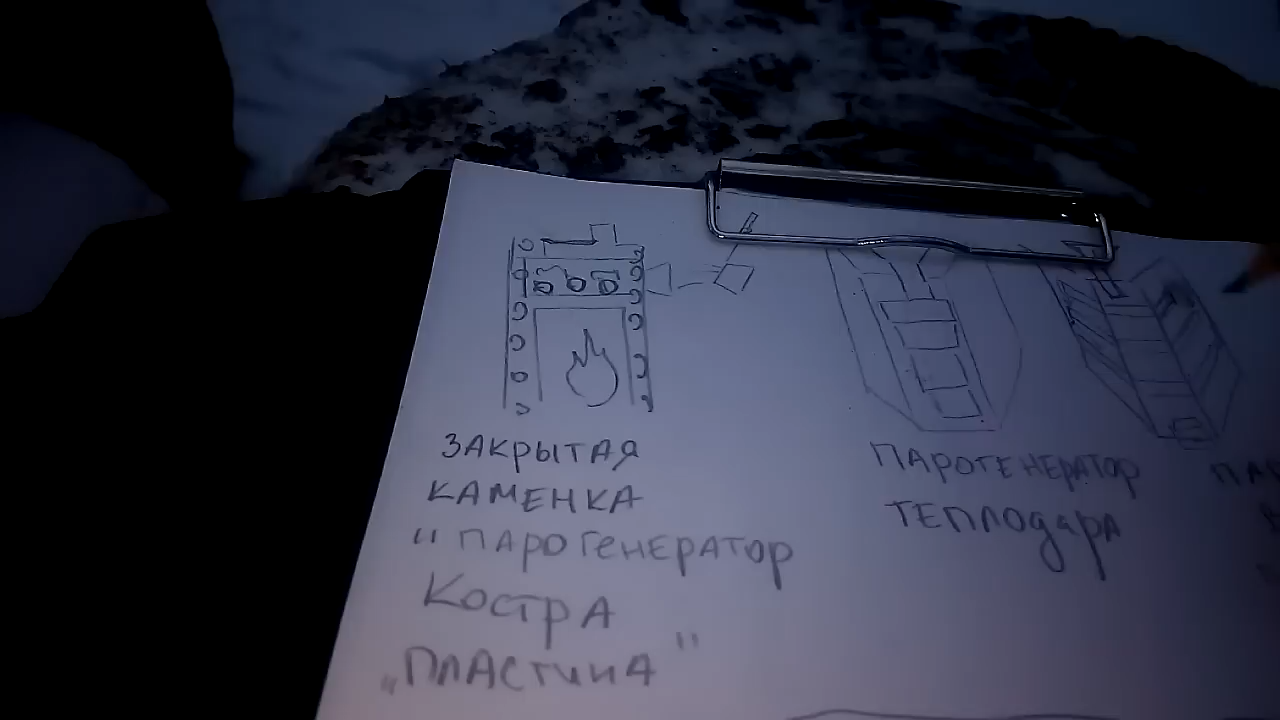 ЗАКРЫТАЯ
КАМЕНКА
"ПАРОГЕНЕРАТОР
КОСТРА
"ПЛАСТИНА"
ПАРОГЕНЕРАТОР
ТЕПЛОДАРА